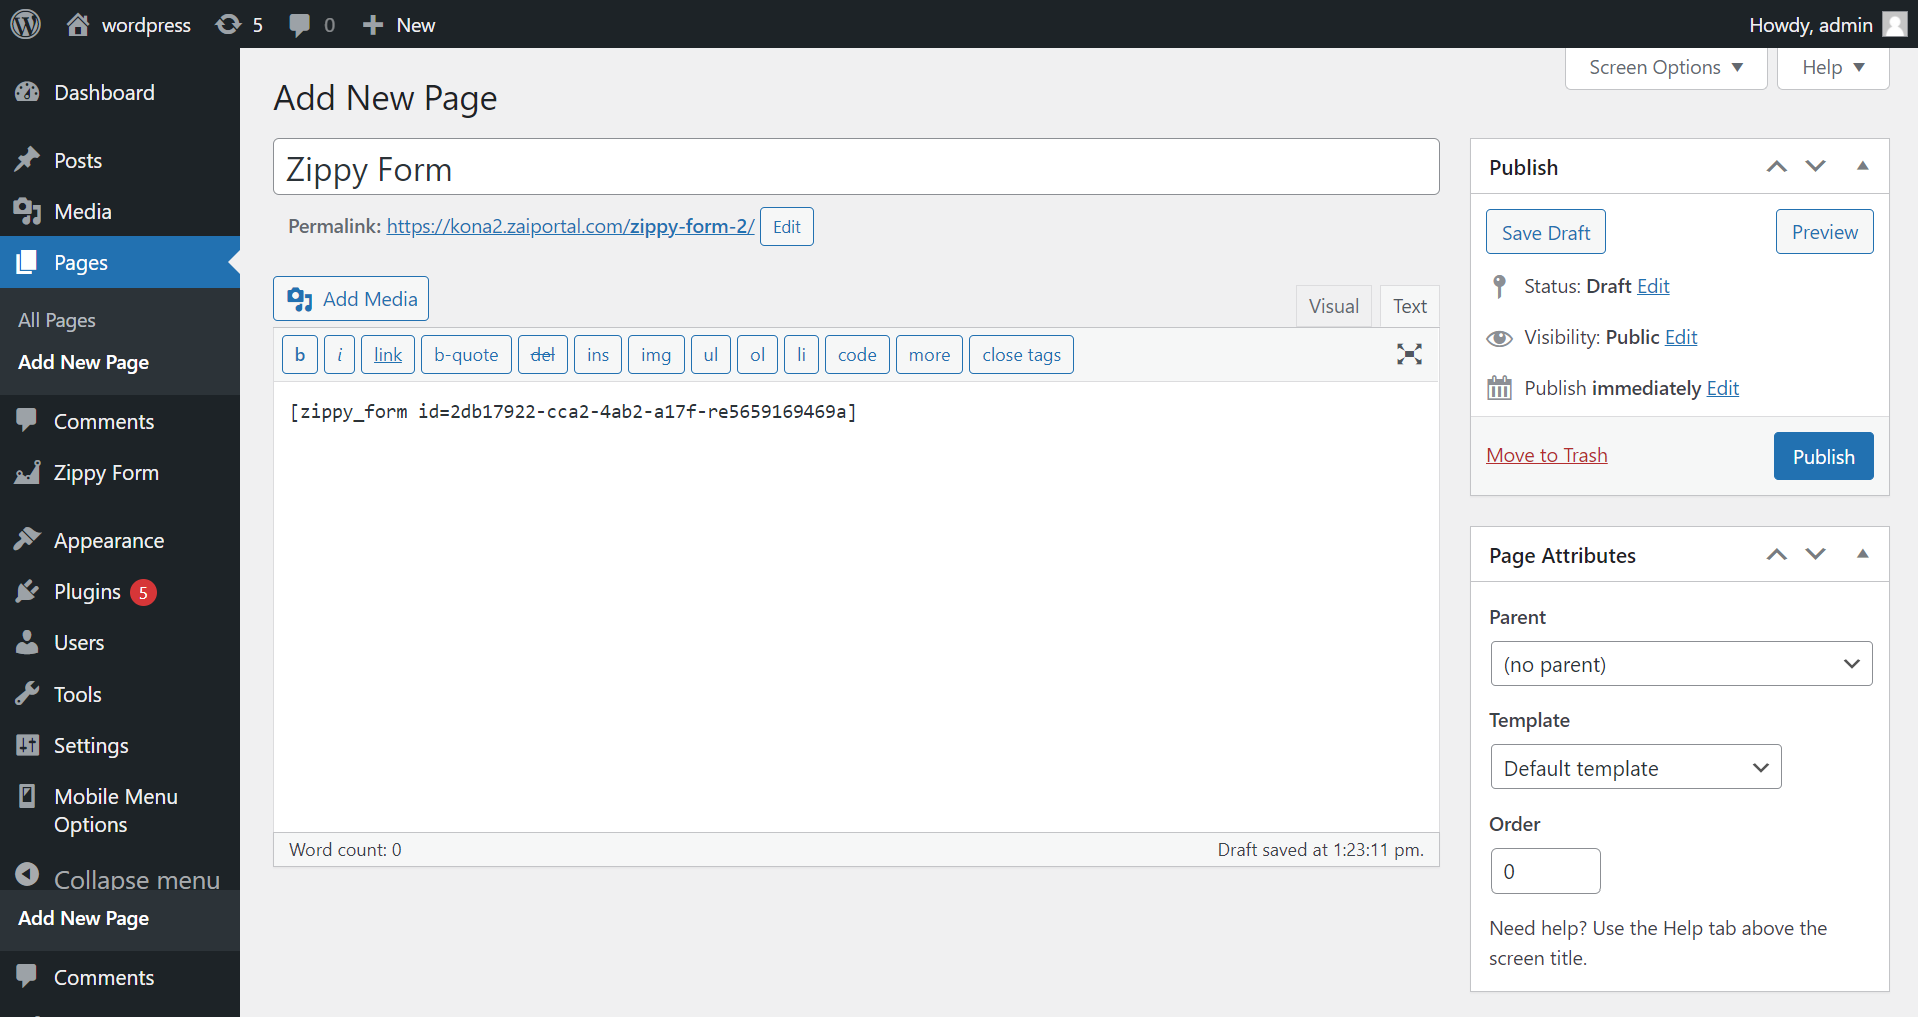 wordpress 5 0 New Howdy, admin
Screen Options Help
Dashboard
Posts
Media
Pages
All Pages
Add New Page
Comments
Zippy Form
Appearance
Plugins 5
Users
Tools
Settings
Mobile Menu
Options
Collapse menu
Add New Page
Comments
Add New Page
Zippy Form
Permalink: https://kona2.zaiportal.com/zippy-form-2/ Edit
Add Media
Visual Text
b i link b-quote del ins img ul ol li code more close tags
[zippy_form id=2db17922-cca2-4ab2-a17f-re5659169469a]
Word count: 0 Draft saved at 1:23:11 pm.
Publish
Save Draft Preview
Status: Draft Edit
Visibility: Public Edit
Publish immediately Edit
Move to Trash Publish
Page Attributes
Parent
(no parent)
Template
Default template
Order
0
Need help? Use the Help tab above the
screen title.